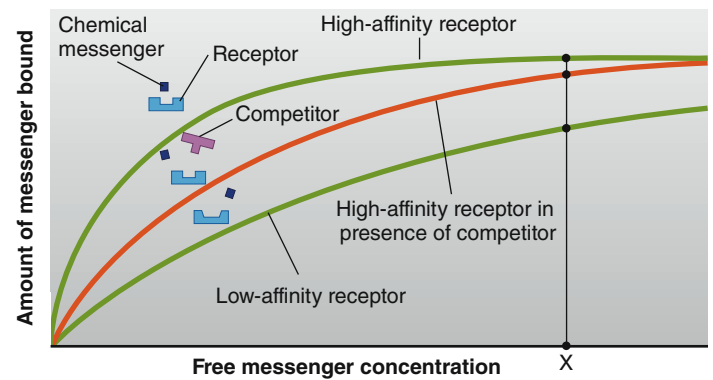 Chemical
messenger
High-affinity receptor
Receptor
Competitor
High-affinity receptor in
presence of competitor
Low-affinity receptor
Amount of messenger bound
Free messenger concentration
X